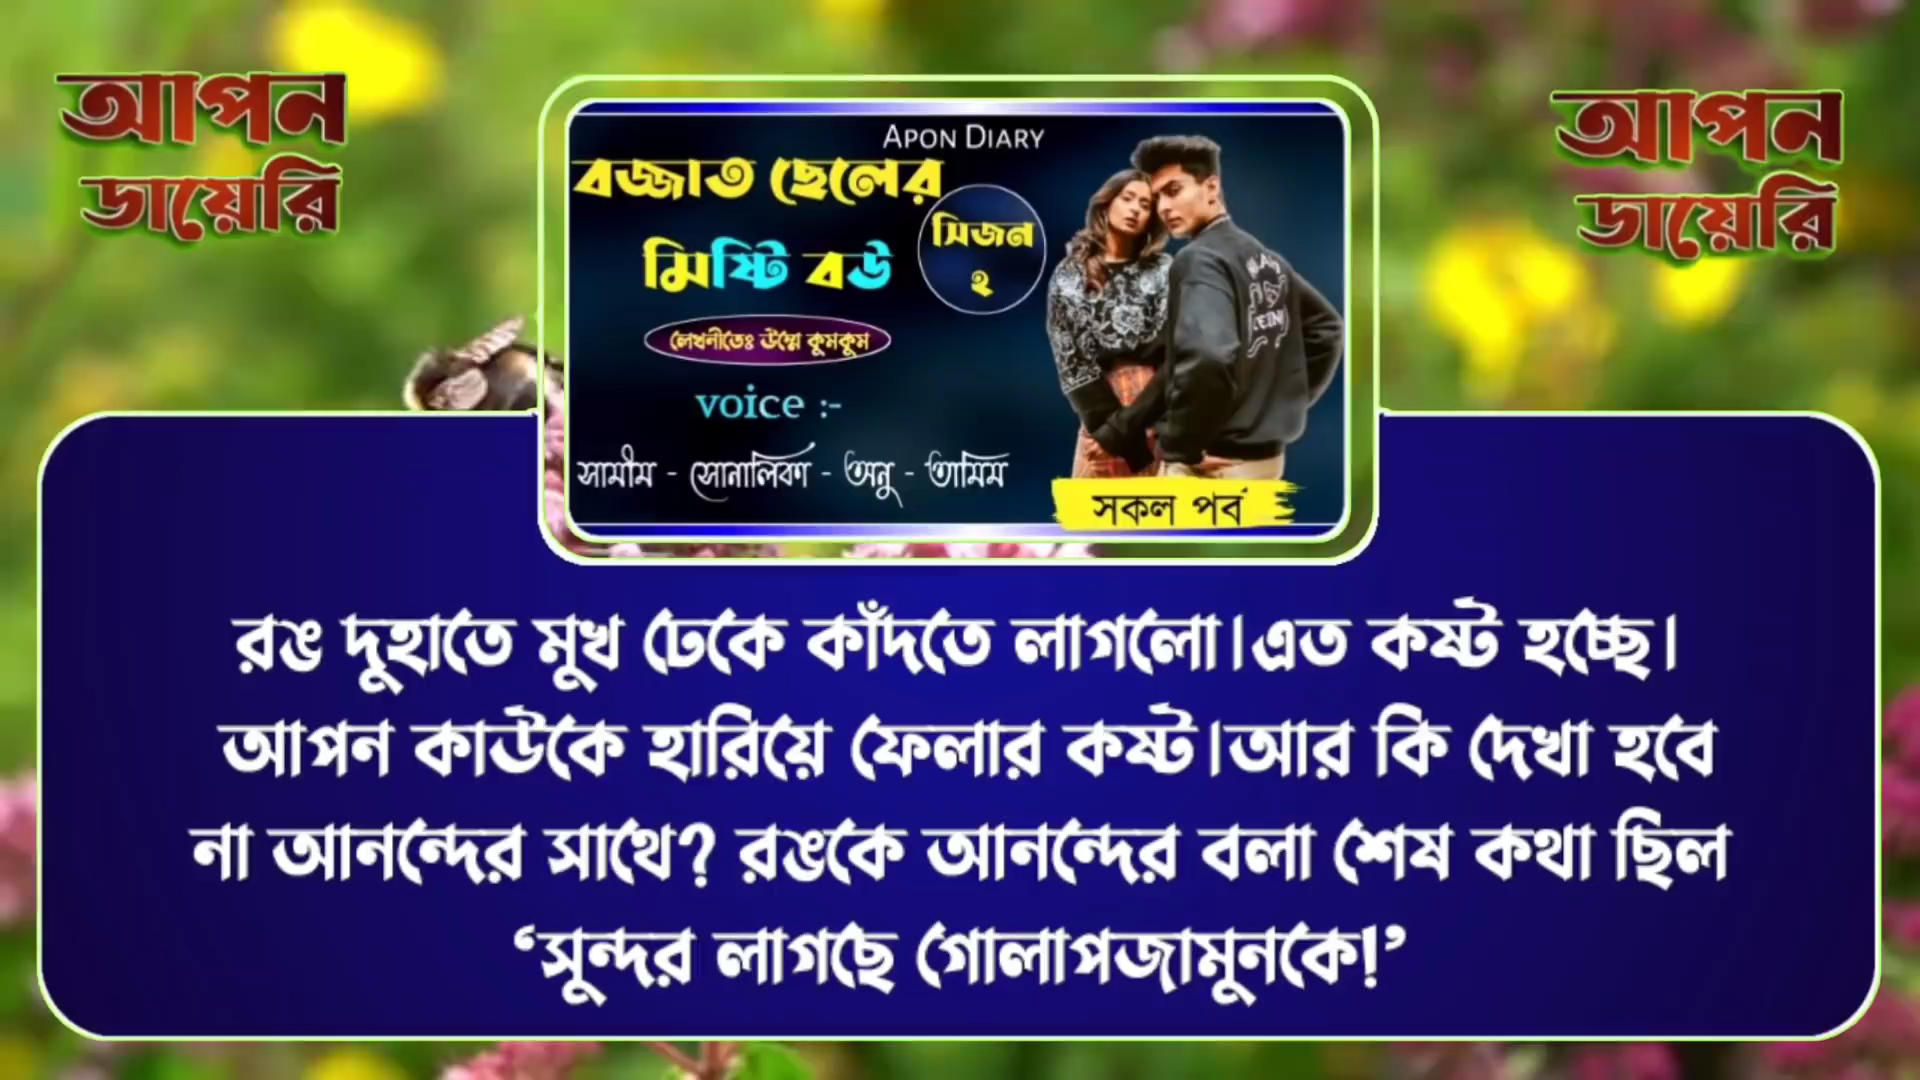 আপন
ডায়েরি
APON DIARY
বজ্জাত ছেলের
মিষ্টি বউ
সিজন
২
লেখনীতেঃ উম্মে কুমকুম
voice :-
সামীম - সোনালিকা - অনু - তামিম
সকল পর্ব
আপন
ডায়েরি
রঙ দুহাতে মুখ ঢেকে কাঁদতে লাগলো।এত কষ্ট হচ্ছে।
আপন কাউকে হারিয়ে ফেলার কষ্ট।আর কি দেখা হবে
না আনন্দের সাথে? রঙকে আনন্দের বলা শেষ কথা ছিল
‘সুন্দর লাগছে গোলাপজামুনকে!’